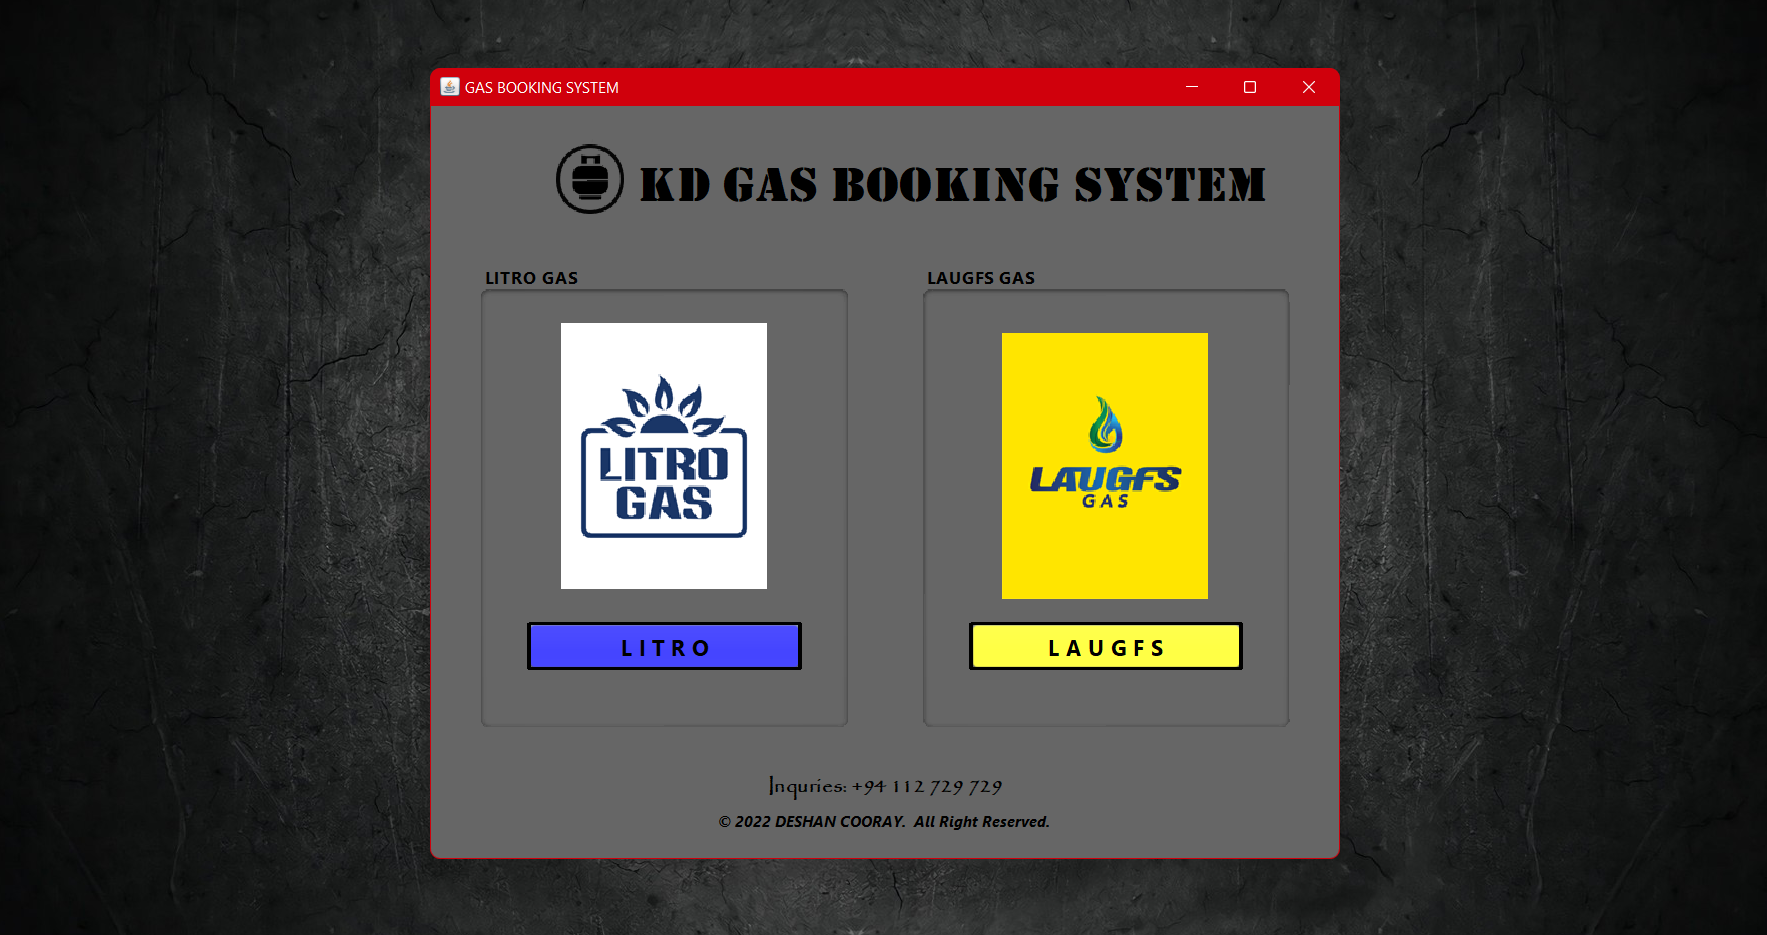 GAS BOOKING SYSTEM
KD GAS BOOKING SYSTEM
LITRO GAS
LAUGFS GAS
LITRO
GAS
LAUGFS
GAS
LITRO
LAUGFS
Inquries: +94 112 729 729
© 2022 DESHAN COORAY. All Right Reserved.